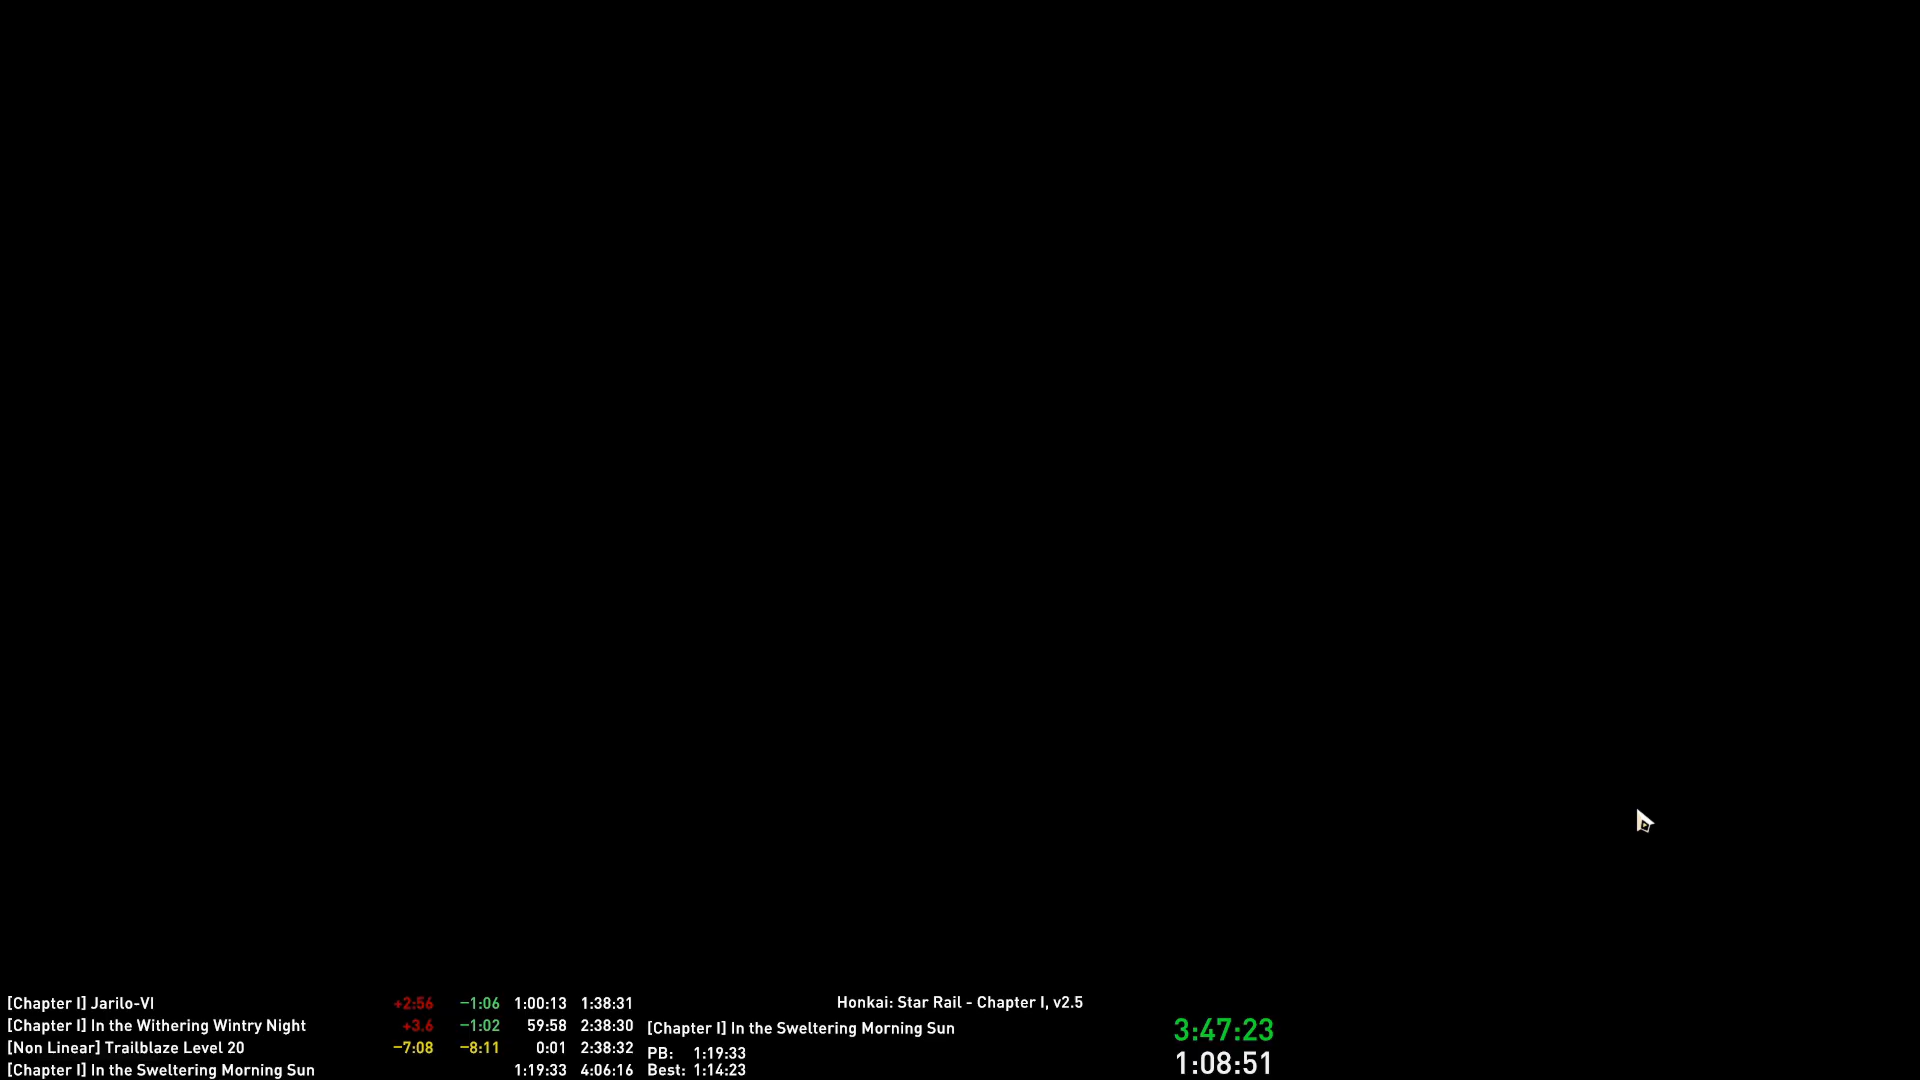 [Chapter I] Jarilo-VI +2:56 −1:06 1:00:13 1:38:31
[Chapter I] In the Withering Wintry Night +3.6 −1:02 59:58 2:38:30
[Non Linear] Trailblaze Level 20 −7:08 −8:11 0:01 2:38:32
[Chapter I] In the Sweltering Morning Sun 1:19:33 4:06:16
Honkai: Star Rail - Chapter I, v2.5
[Chapter I] In the Sweltering Morning Sun
PB: 1:19:33
Best: 1:14:23
3:47:23
1:08:51